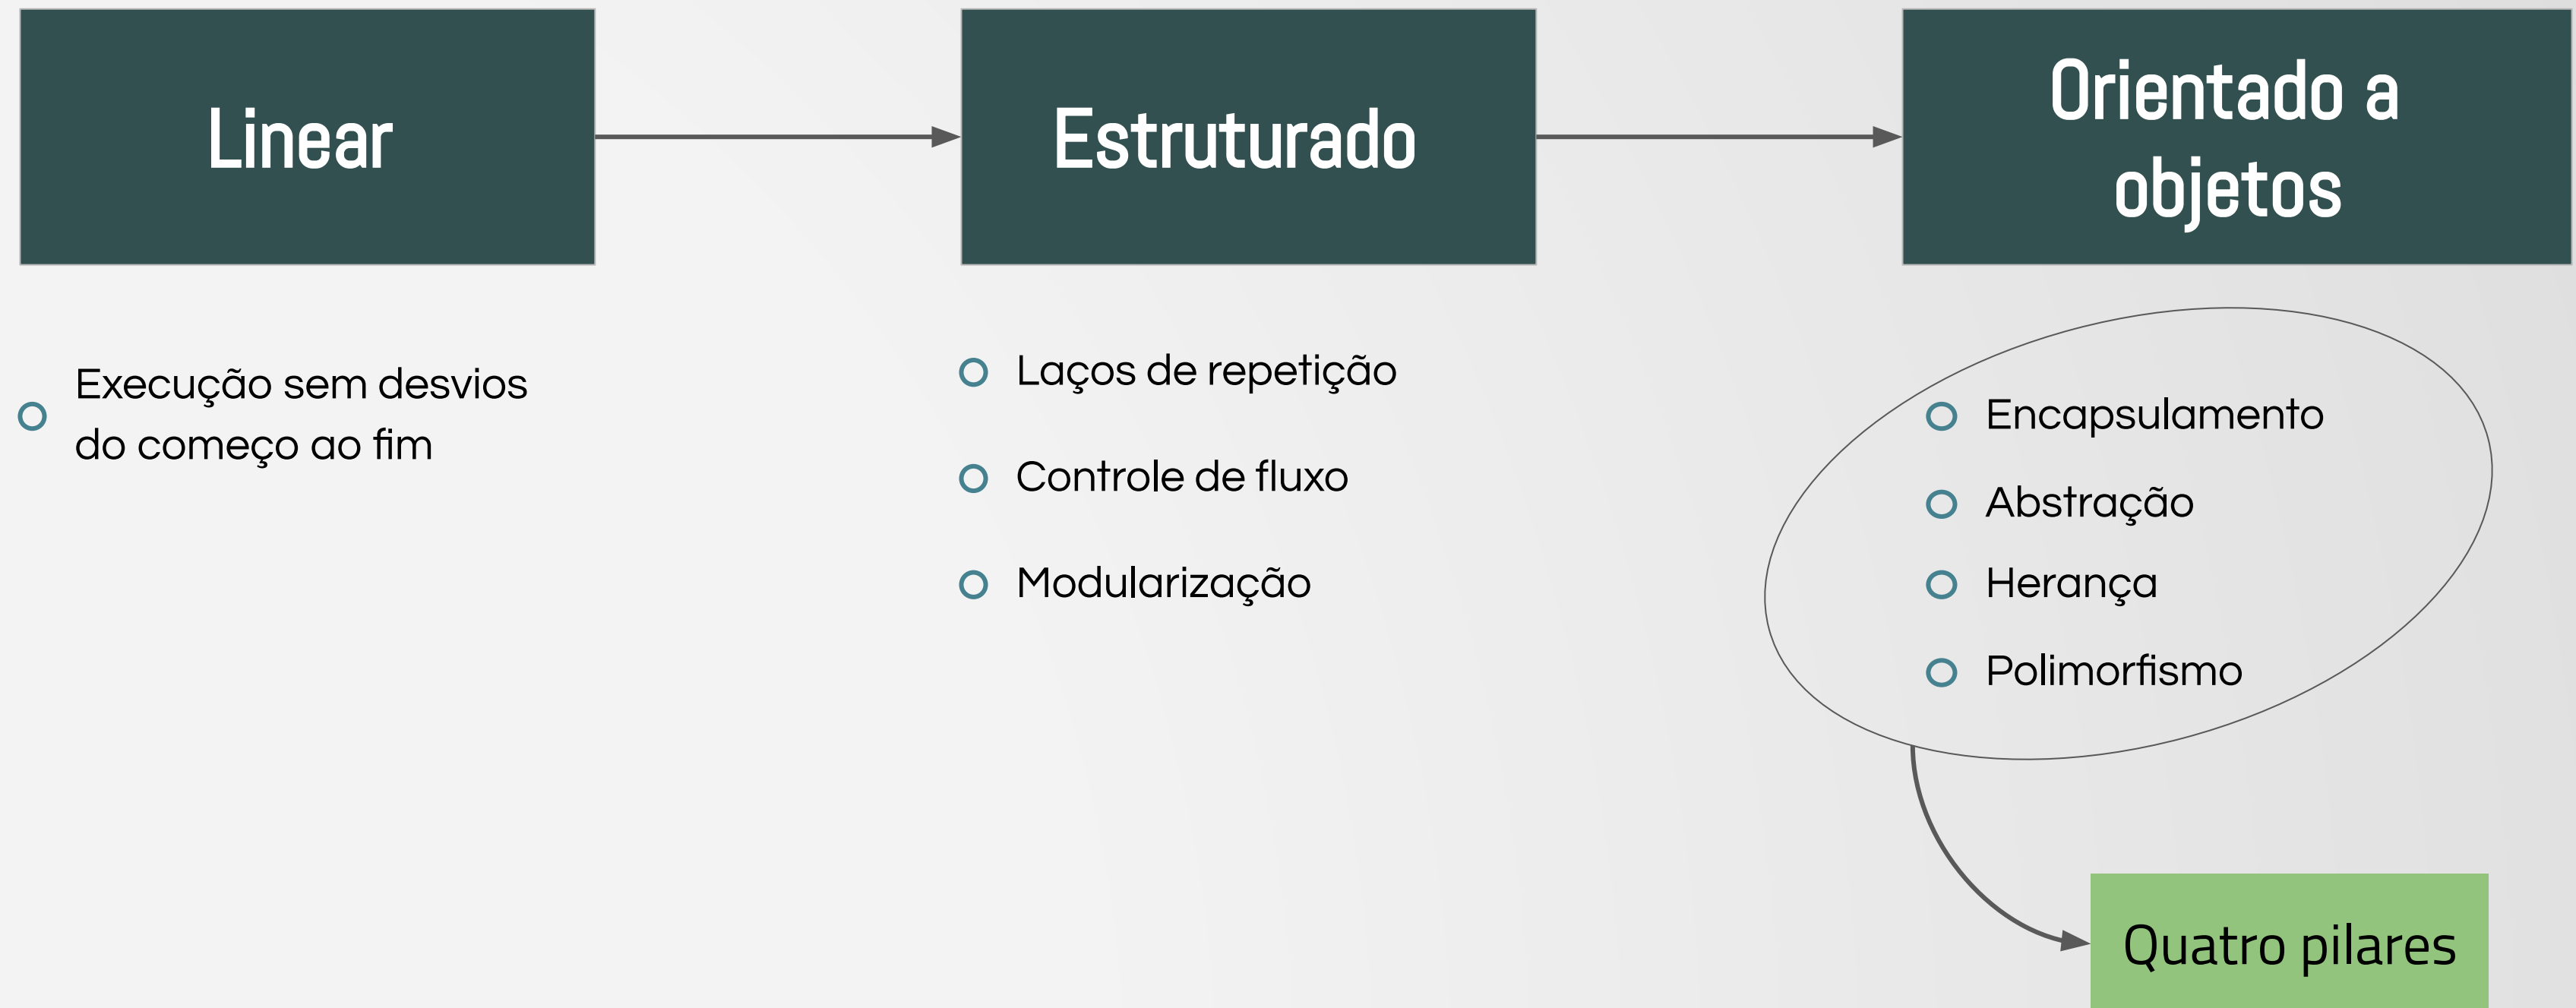 Linear
Estruturado
Orientado a
objetos
Execução sem desvios
do começo ao fim
Laços de repetição
Controle de fluxo
Modularização
Encapsulamento
Abstração
Herança
Polimorfismo
Quatro pilares